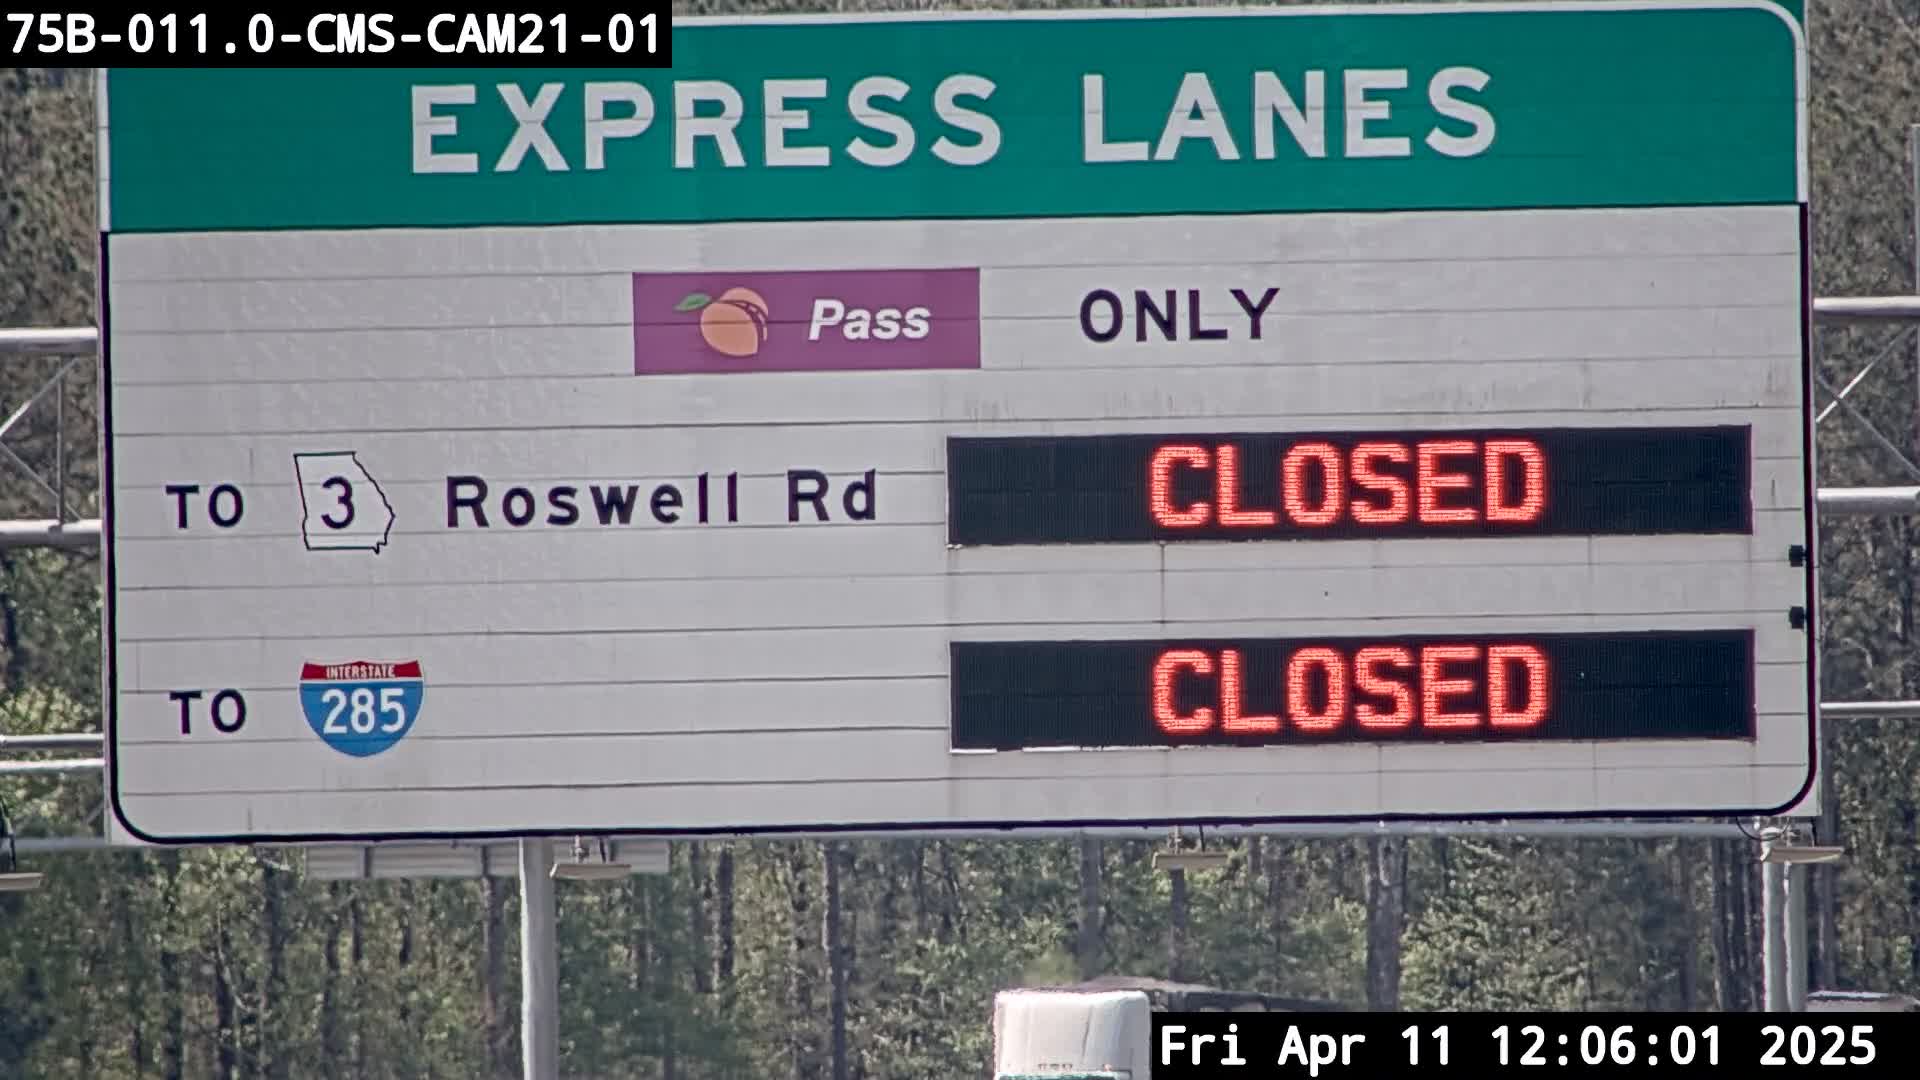 75B-011.0-CMS-CAM21-01
EXPRESS LANES
Pass ONLY
TO 3 Roswell Rd CLOSED
INTERSTATE
TO 285 CLOSED
Fri Apr 11 12:06:01 2025